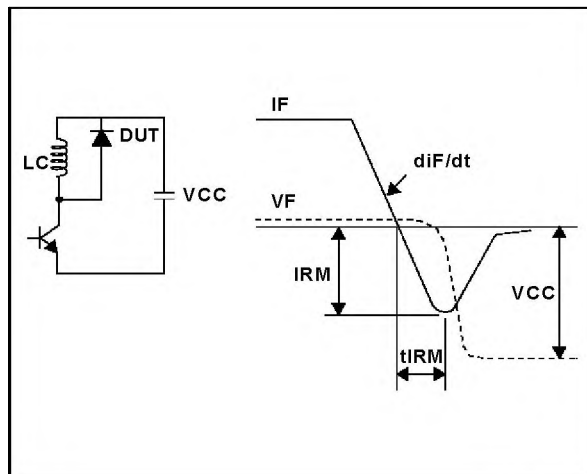 IF
DUT
diF/dt
LC
VCC
VF
IRM
VCC
tIRM